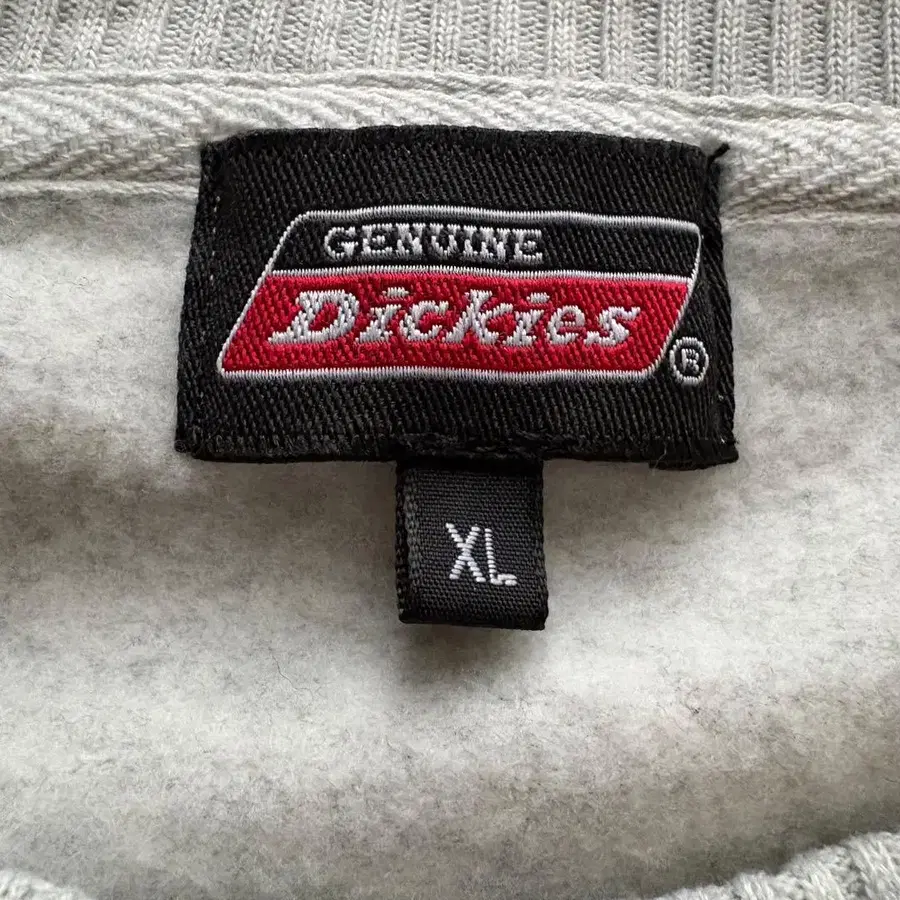 GENUINE
Dickies
®
XL